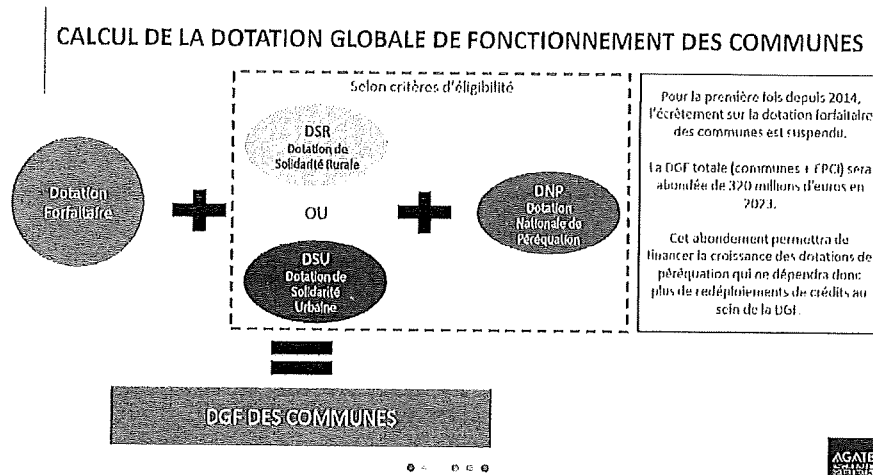 CALCUL DE LA DOTATION GLOBALE DE FONCTIONNEMENT DES COMMUNES
Selon critères d'éligibilité
Dotation
Forfaitaire
DSR
Dotation de
Solidarité Rurale
OU
DSU
Dotation de
Solidarité
Urbaine
DNP
Dotation
Nationale de
Péréquation
Pour la première fois depuis 2014,
l'écrêtement sur la dotation forfaitaire
des communes est suspendu.
La DGF totale (communes + EPCI) sera
abondée de 320 millions d'euros en
2023.
Cet abondement permettra de
financer la croissance des dotations de
péréquation qui ne dépendra donc
plus de redéploiements de crédits au
sein de la DGF.
DGF DES COMMUNES
AGATE